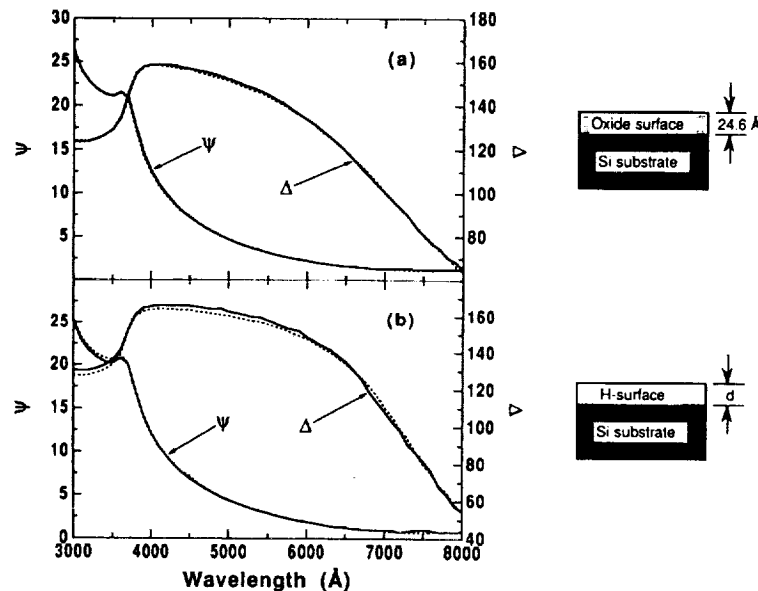 30
25
20
15
10
5
Ψ
(a)
Ψ
Δ
180
160
140
120
100
80
Δ
Oxide surface
24.6 Å
Si substrate
25
20
15
10
5
0
Ψ
(b)
Ψ
Δ
160
140
120
100
80
60
40
Δ
H-surface
d
Si substrate
3000 4000 5000 6000 7000 8000
Wavelength (Å)